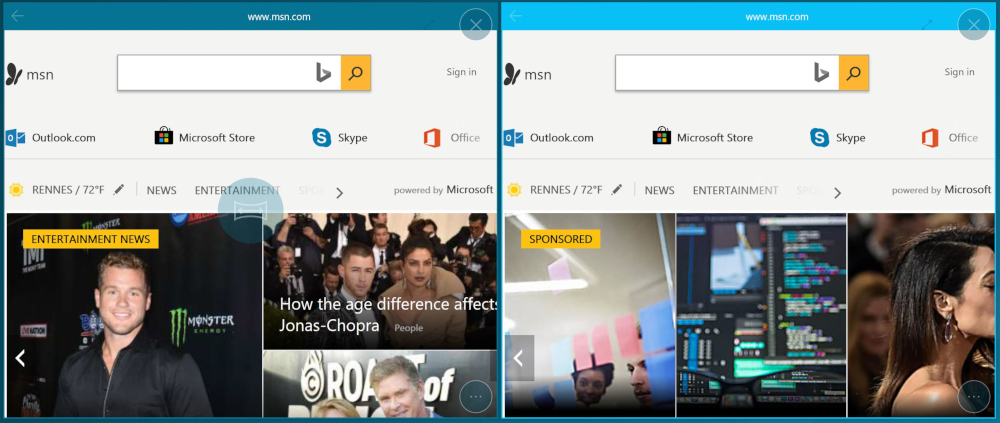 www.msn.com
msn
Sign in
Outlook.com Microsoft Store Skype Office
RENNES / 72°F NEWS ENTERTAINMENT powered by Microsoft
ENTERTAINMENT NEWS
MONSTER
ENERGY
LIVE NATION
How the age difference affects
Jonas-Chopra People
ROAST of
www.msn.com
msn
Sign in
Outlook.com Microsoft Store Skype Office
RENNES / 72°F NEWS ENTERTAINMENT powered by Microsoft
SPONSORED